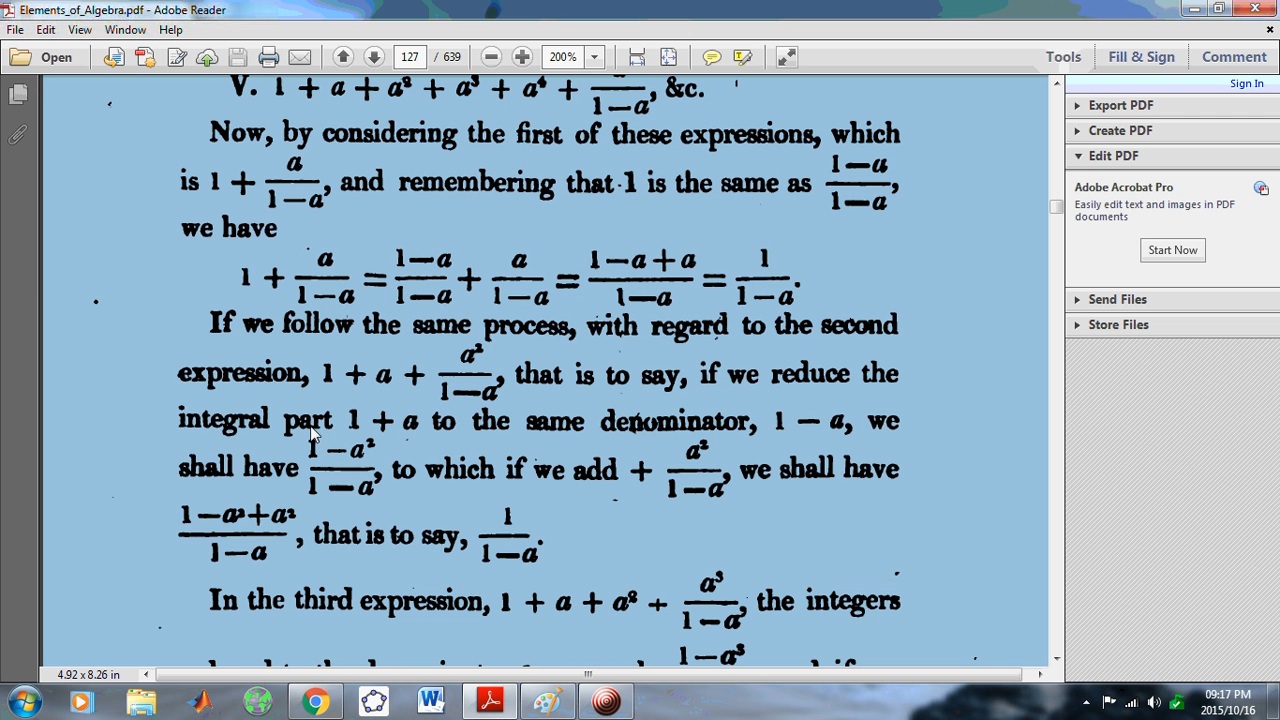 Elements_of_Algebra.pdf - Adobe Reader
File Edit View Window Help
Open 127 / 639 200% Tools Fill & Sign Comment
Sign In
Export PDF
Create PDF
Edit PDF
Adobe Acrobat Pro
Easily edit text and images in PDF
documents
Start Now
Send Files
Store Files
V. 1 + a + a² + a³ + a⁴ + /(1−a), &c.
Now, by considering the first of these expressions, which
is 1 + a/(1−a), and remembering that 1 is the same as (1−a)/(1−a),
we have
1 + a/(1−a) = (1−a)/(1−a) + a/(1−a) = (1−a+a)/(1−a) = 1/(1−a).
If we follow the same process, with regard to the second
expression, 1 + a + a²/(1−a), that is to say, if we reduce the
integral part 1 + a to the same denominator, 1 − a, we
shall have (1−a²)/(1−a), to which if we add + a²/(1−a), we shall have
(1−a²+a²)/(1−a), that is to say, 1/(1−a).
In the third expression, 1 + a + a² + a³/(1−a), the integers
1−a³
4.92 x 8.26 in
09:17 PM
2015/10/16